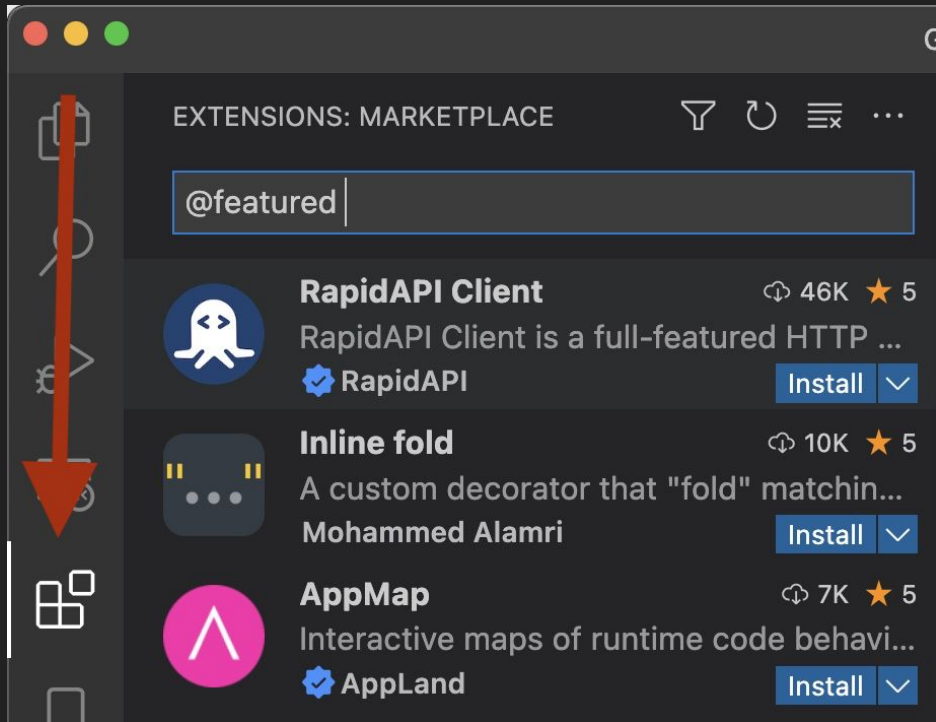 EXTENSIONS: MARKETPLACE
@featured
RapidAPI Client 46K 5
RapidAPI Client is a full-featured HTTP ...
RapidAPI Install
Inline fold 10K 5
A custom decorator that "fold" matchin...
Mohammed Alamri Install
AppMap 7K 5
Interactive maps of runtime code behavi...
AppLand Install